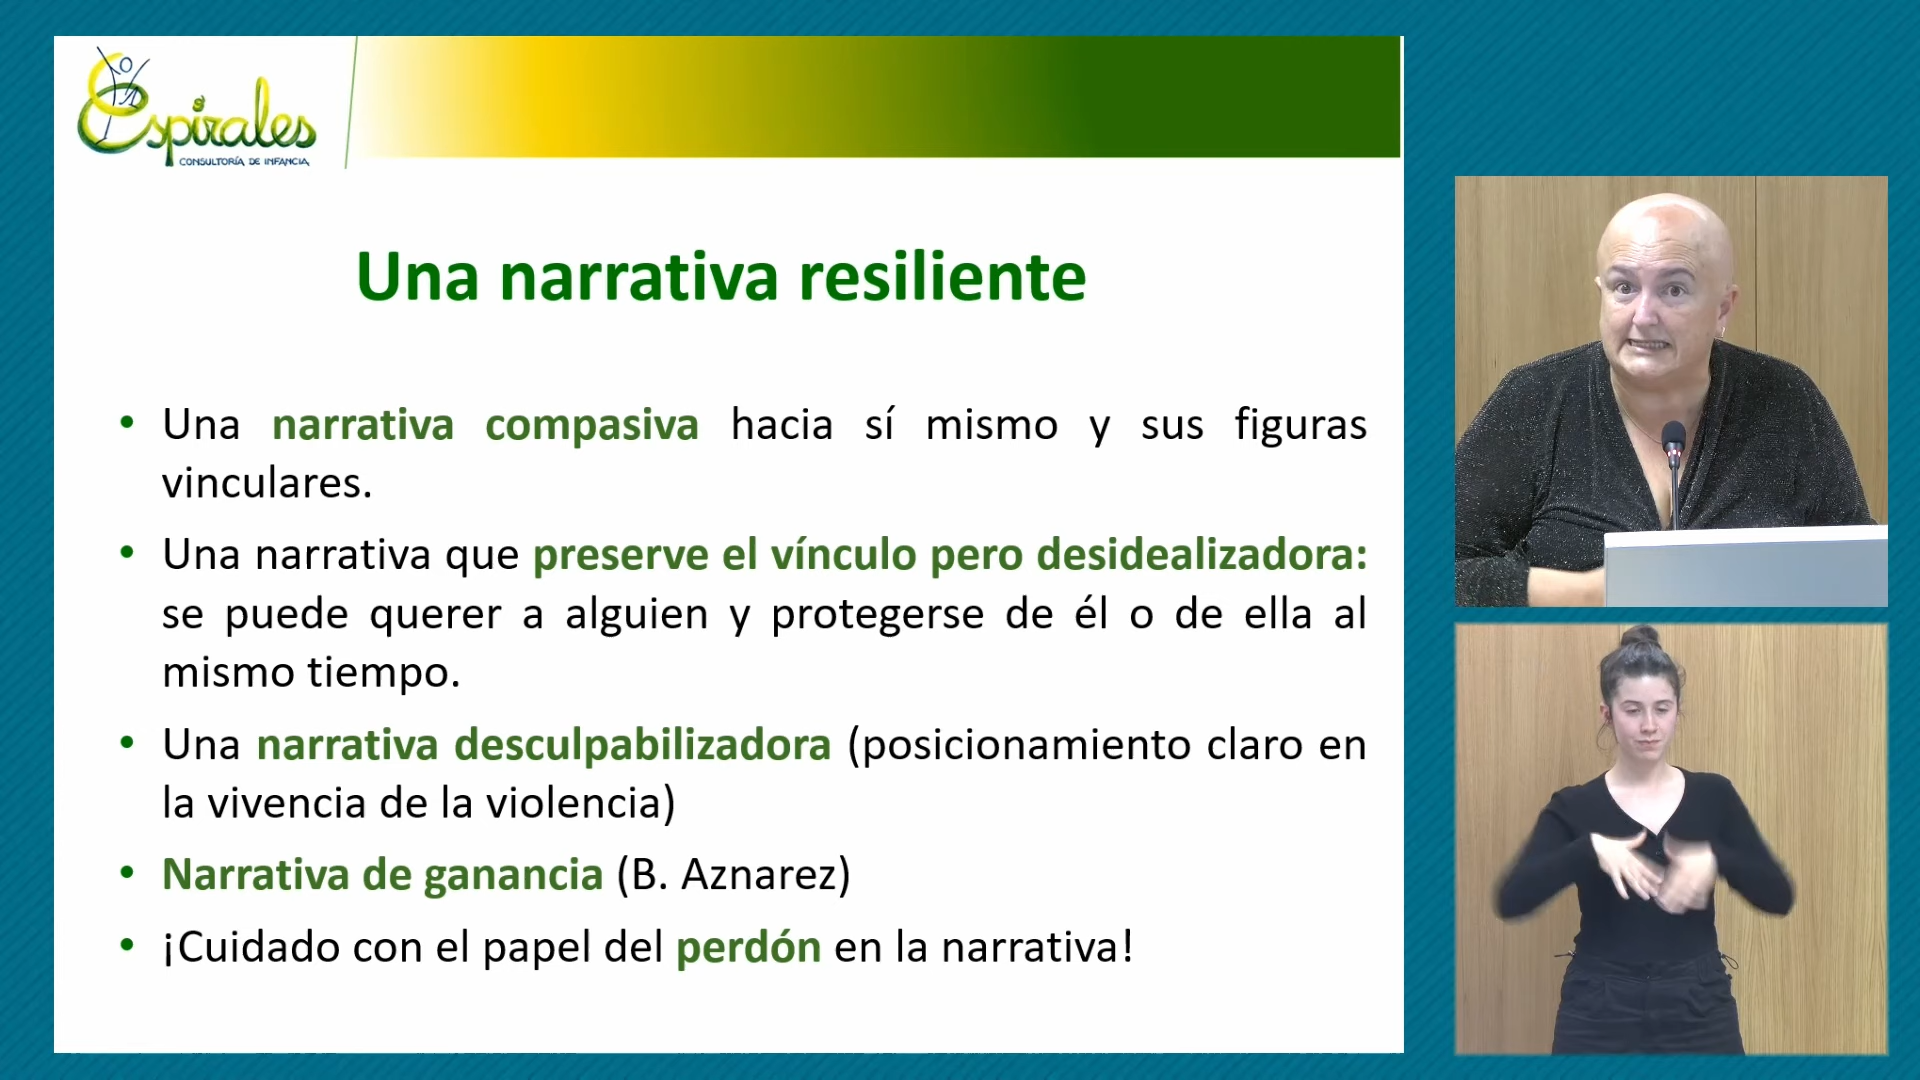 Espirales
CONSULTORÍA DE INFANCIA
Una narrativa resiliente
• Una narrativa compasiva hacia sí mismo y sus figuras
vinculares.
• Una narrativa que preserve el vínculo pero desidealizadora:
se puede querer a alguien y protegerse de él o de ella al
mismo tiempo.
• Una narrativa desculpabilizadora (posicionamiento claro en
la vivencia de la violencia)
• Narrativa de ganancia (B. Aznarez)
• ¡Cuidado con el papel del perdón en la narrativa!